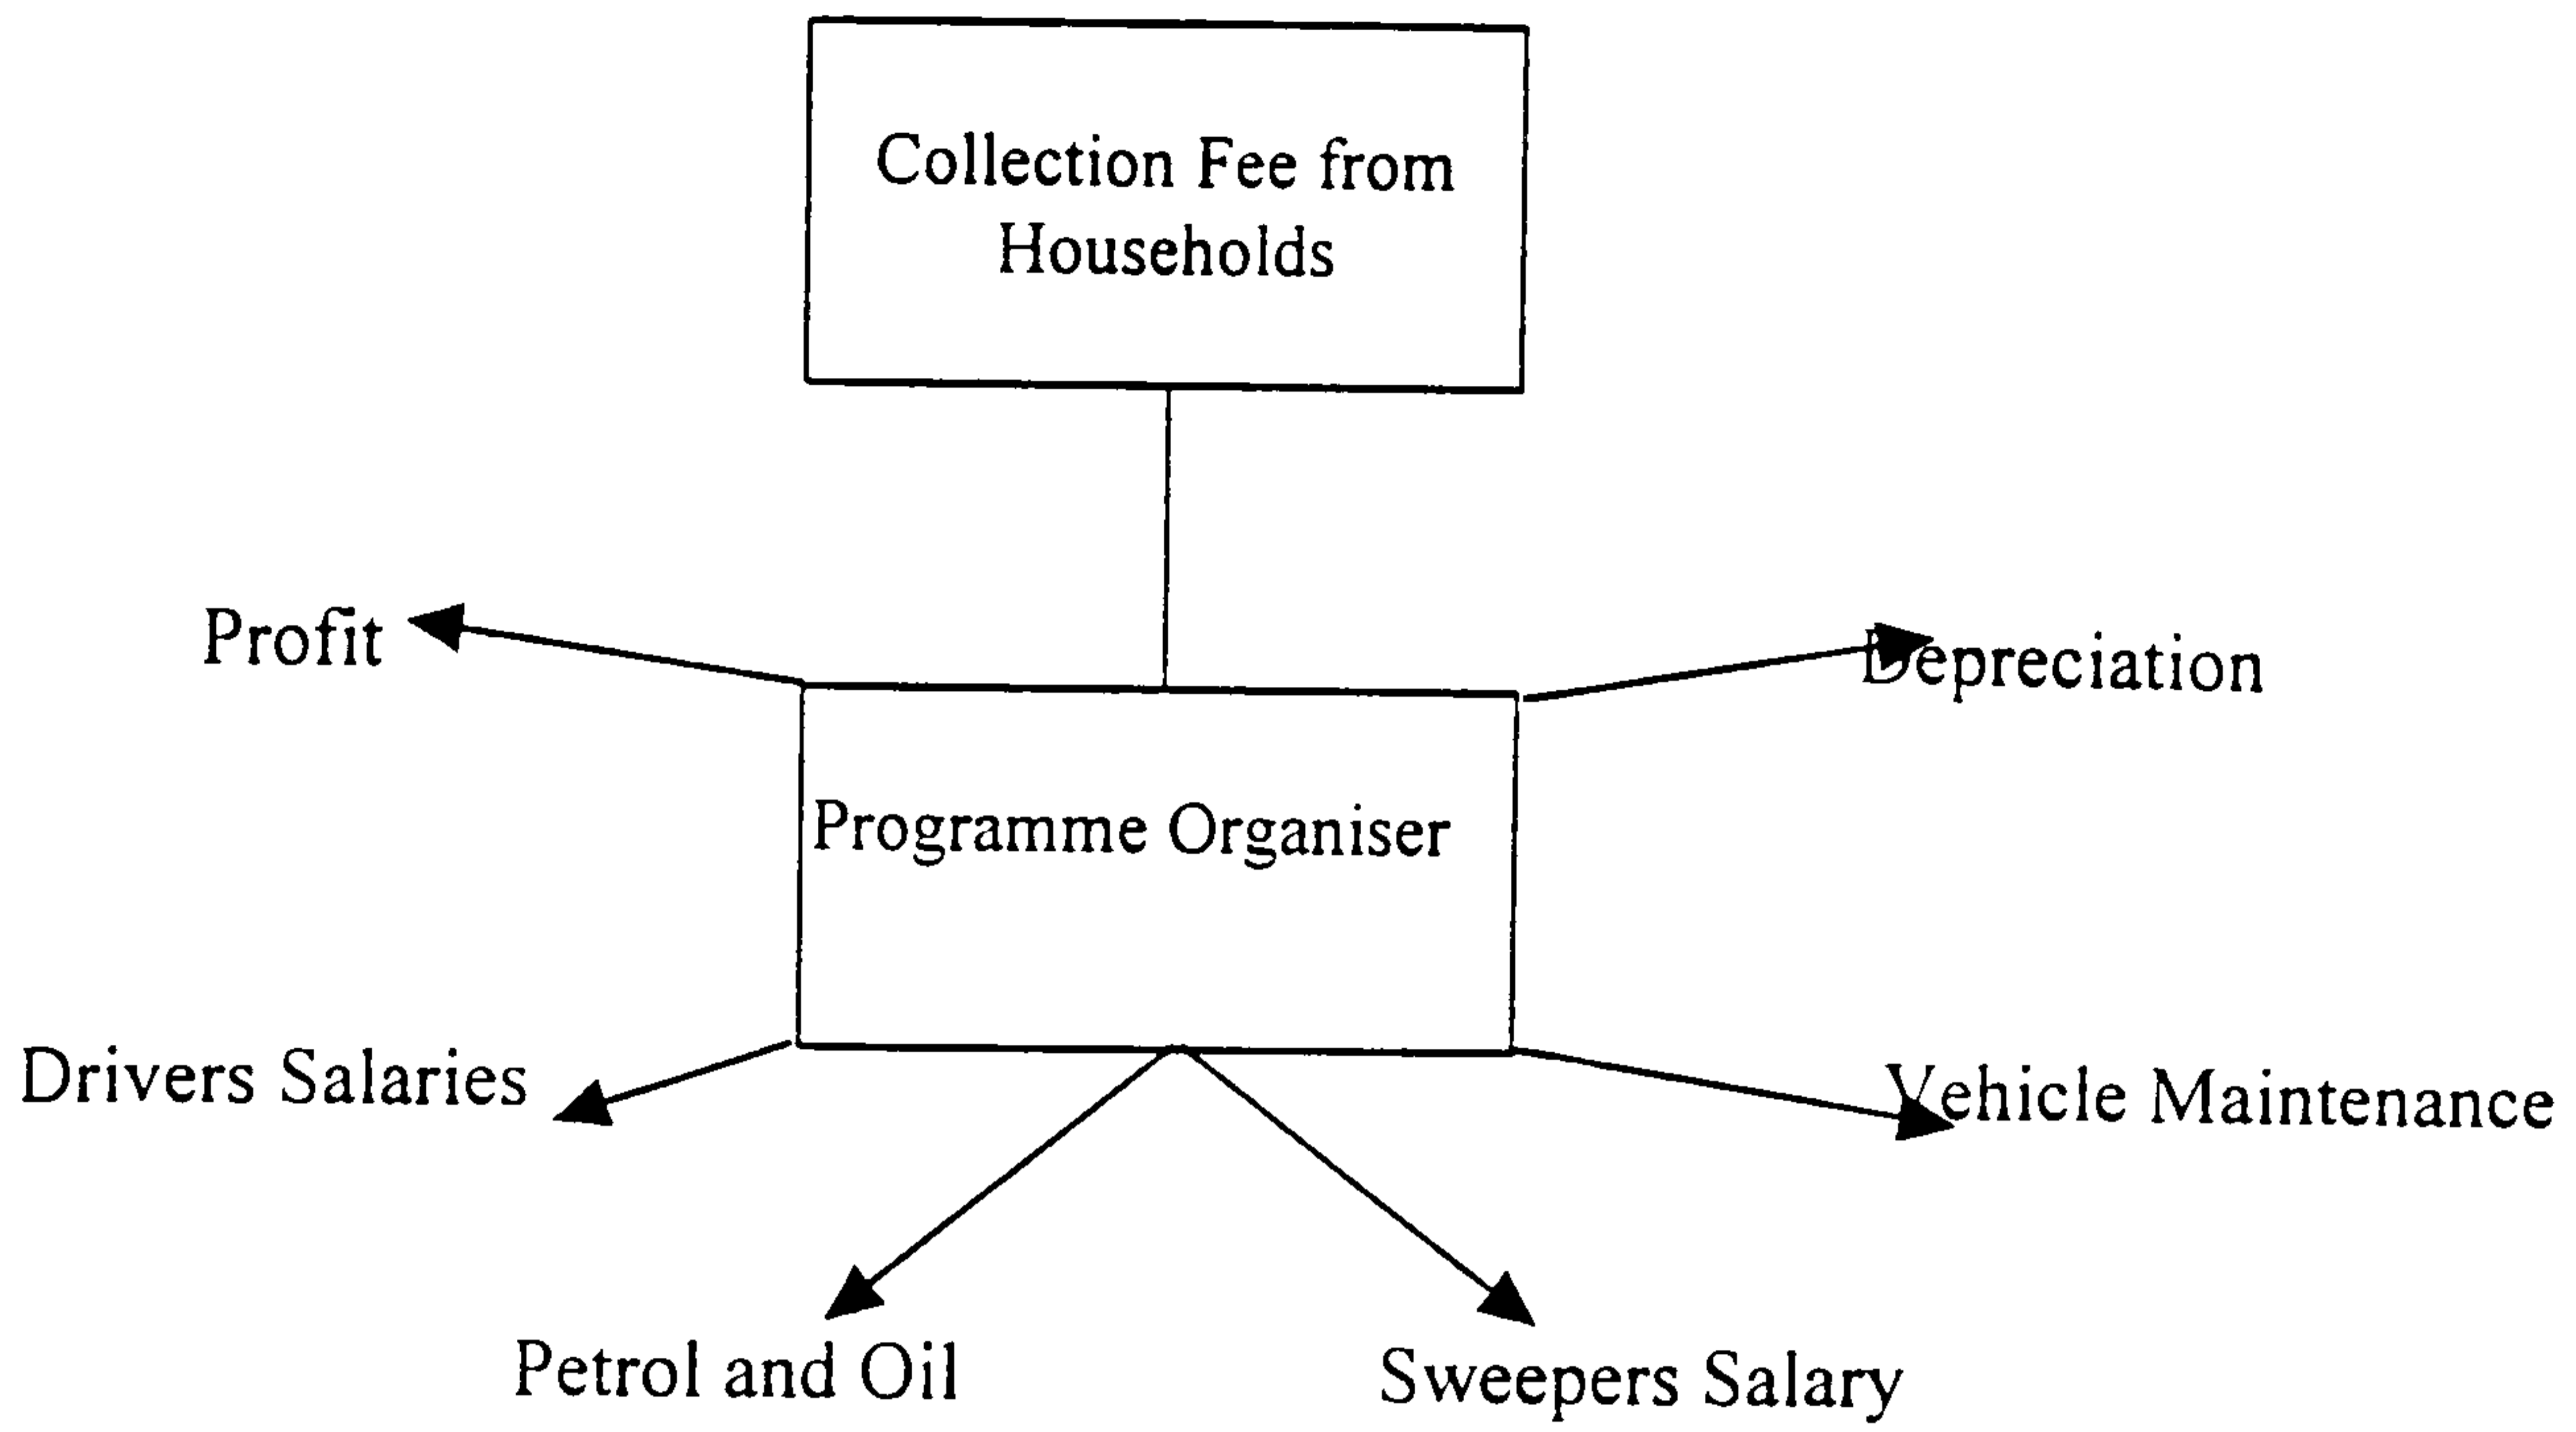 Collection Fee from
Households
Profit
Depreciation
Programme Organiser
Drivers Salaries
Vehicle Maintenance
Petrol and Oil
Sweepers Salary